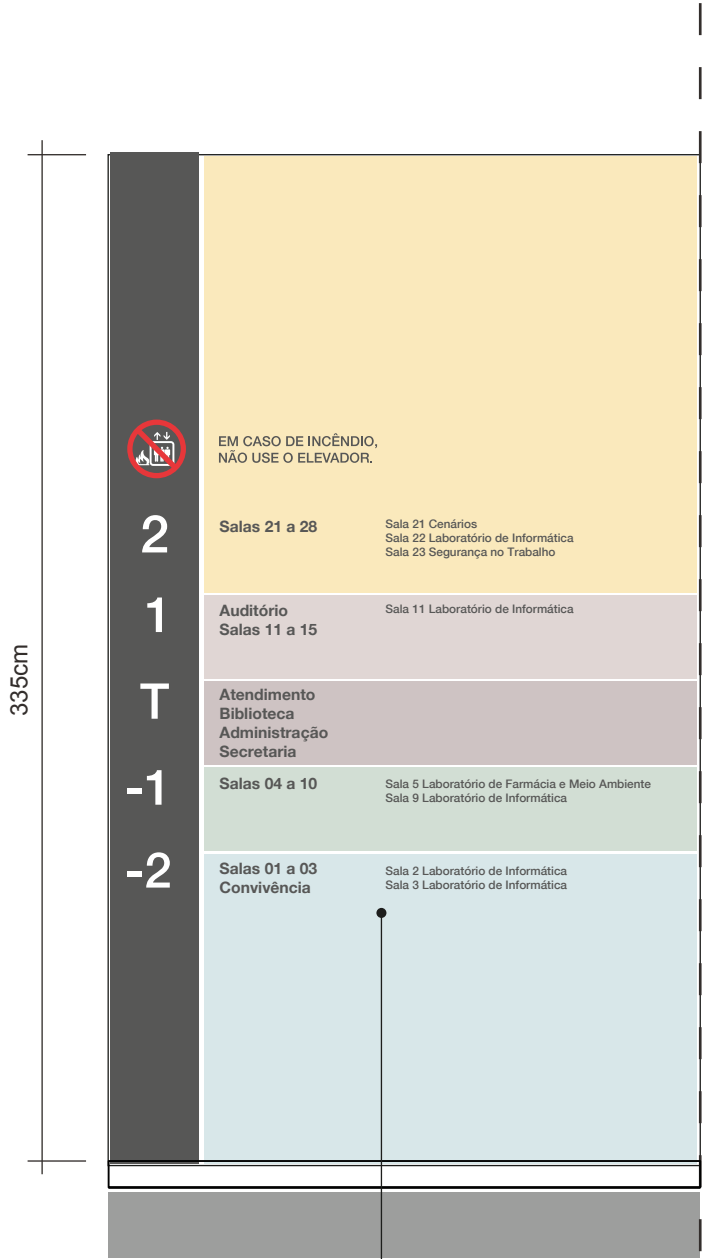 335cm
EM CASO DE INCÊNDIO,
NÃO USE O ELEVADOR.
2
Salas 21 a 28
Sala 21 Cenários
Sala 22 Laboratório de Informática
Sala 23 Segurança no Trabalho
1
Auditório
Salas 11 a 15
Sala 11 Laboratório de Informática
T
Atendimento
Biblioteca
Administração
Secretaria
-1
Salas 04 a 10
Sala 5 Laboratório de Farmácia e Meio Ambiente
Sala 9 Laboratório de Informática
-2
Salas 01 a 03
Convivência
Sala 2 Laboratório de Informática
Sala 3 Laboratório de Informática